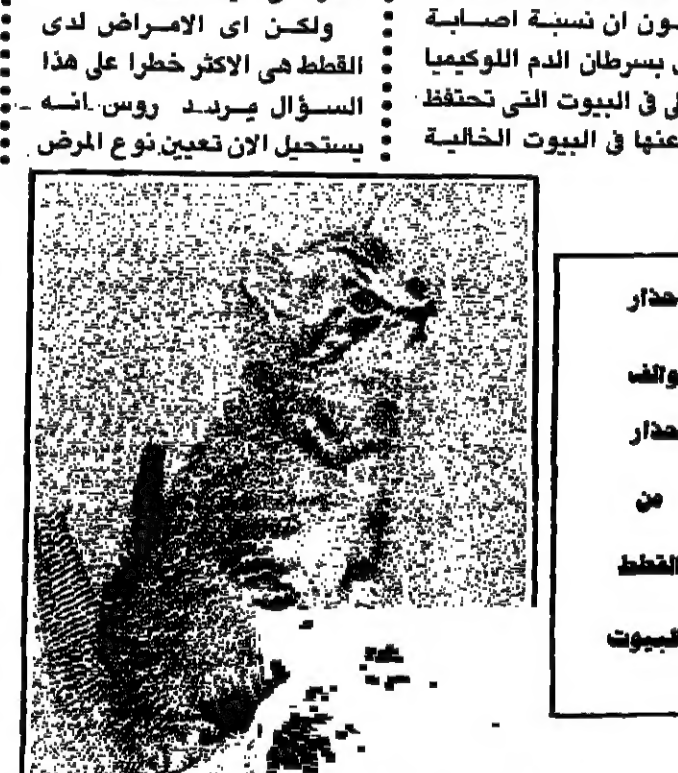 ـون ان نسبة اصابة
بسرطان الدم اللوكيميا
فى البيوت التى تحتفظ
عنها فى البيوت الخالية
ولكن اى الامراض لدى
القطط هى الاكثر خطرا على هذا
السؤال يردد روس انه
يستحيل الان تعيين نوع المرض
حذار
والف
حذار
من
القطط
البيوت